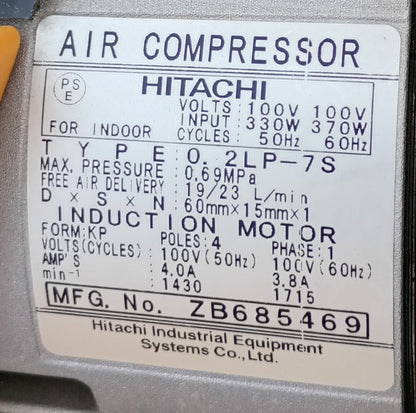 AIR COMPRESSOR
PS
E
HITACHI
VOLTS: 100V 100V
INPUT: 330W 370W
FOR INDOOR CYCLES: 50Hz 60Hz
TYPE: 0.2LP-7S
MAX. PRESSURE : 0,69MPa
FREE AIR DELIVERY : 19/23 L/min
D×S×N : 60mm×15mm×1
INDUCTION MOTOR
FORM:KP POLES:4 PHASE:1
VOLTS(CYCLES) : 100V(50Hz) 100V(60Hz)
AMP'S : 4.0A 3.8A
min⁻¹ : 1430 1715
MFG. No. ZB685469
Hitachi Industrial Equipment
Systems Co., Ltd.